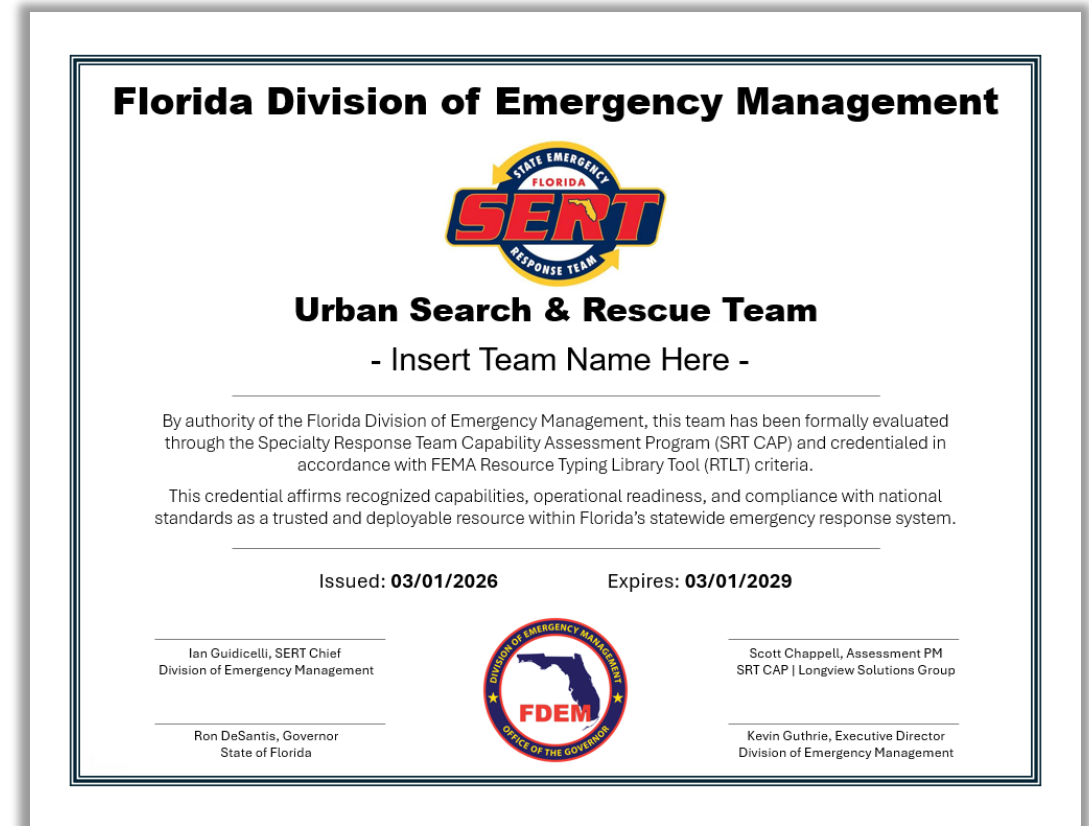 Florida Division of Emergency Management
STATE EMERGENCY
FLORIDA
SERT
RESPONSE TEAM
Urban Search & Rescue Team
- Insert Team Name Here -
By authority of the Florida Division of Emergency Management, this team has been formally evaluated
through the Specialty Response Team Capability Assessment Program (SRT CAP) and credentialed in
accordance with FEMA Resource Typing Library Tool (RTLT) criteria.
This credential affirms recognized capabilities, operational readiness, and compliance with national
standards as a trusted and deployable resource within Florida’s statewide emergency response system.
Issued: 03/01/2026 Expires: 03/01/2029
Ian Guidicelli, SERT Chief
Division of Emergency Management
Ron DeSantis, Governor
State of Florida
DIVISION OF EMERGENCY MANAGEMENT
FDEM
OFFICE OF THE GOVERNOR
Scott Chappell, Assessment PM
SRT CAP | Longview Solutions Group
Kevin Guthrie, Executive Director
Division of Emergency Management